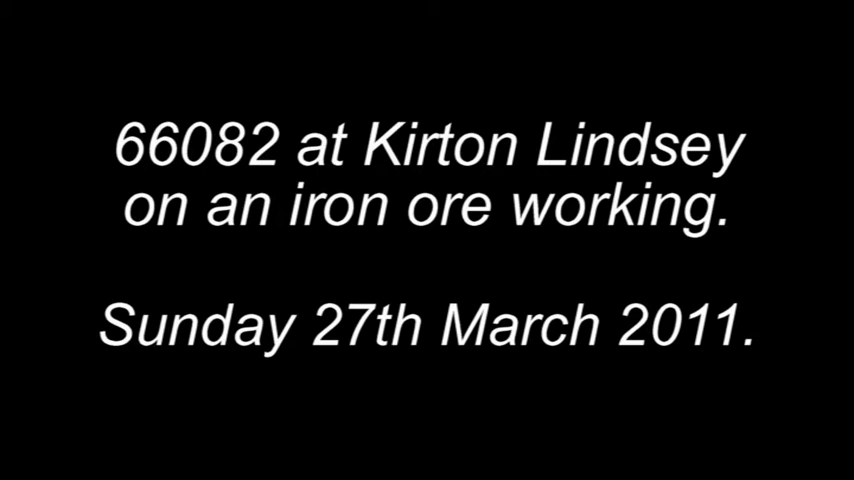 66082 at Kirton Lindsey
on an iron ore working.
Sunday 27th March 2011.